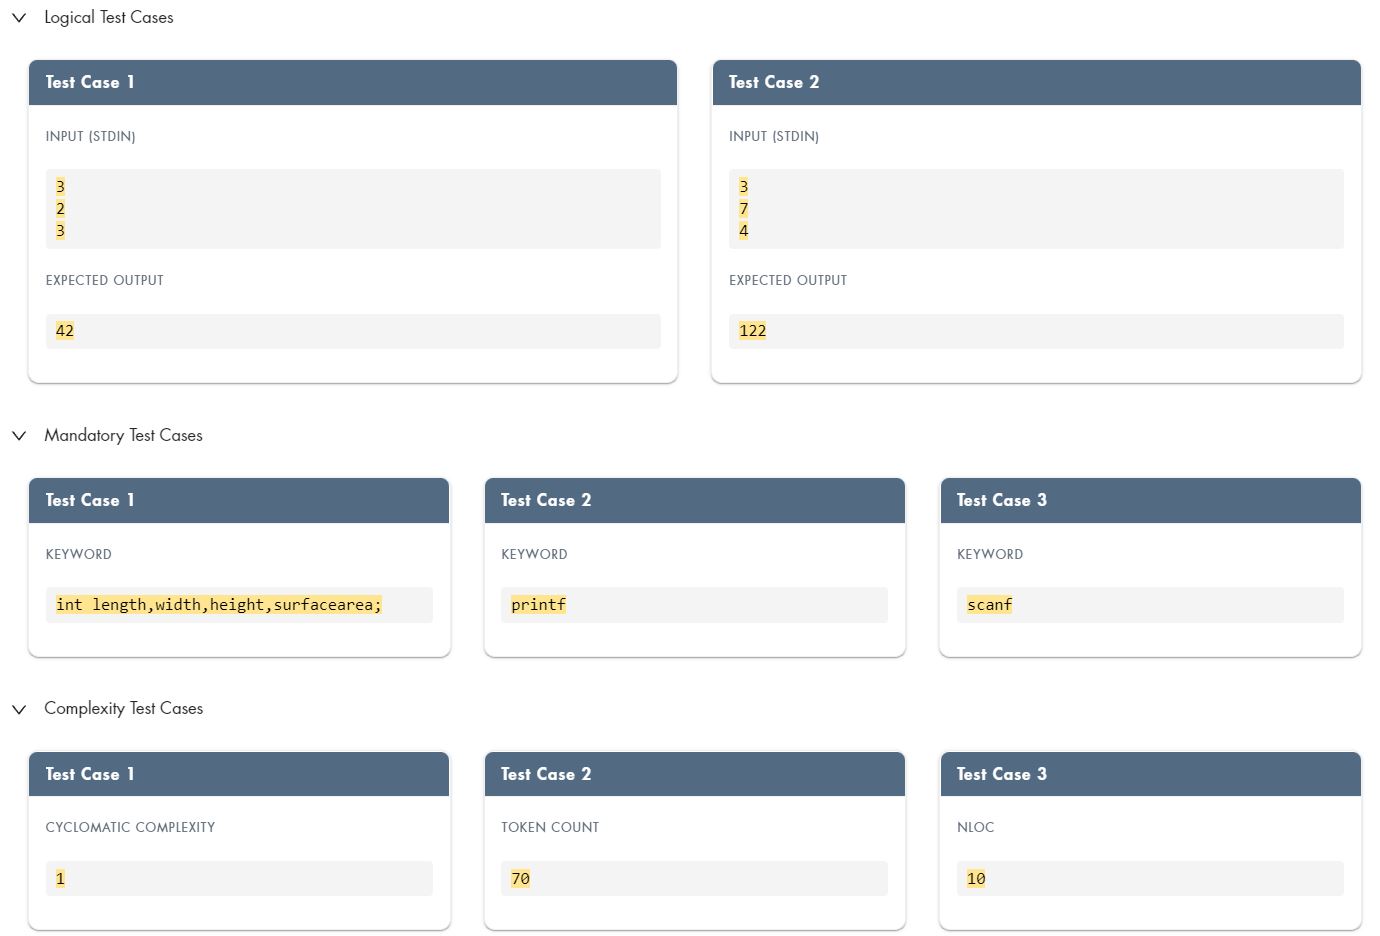 Logical Test Cases
Test Case 1
INPUT (STDIN)
3
2
3
EXPECTED OUTPUT
42
Test Case 2
INPUT (STDIN)
3
7
4
EXPECTED OUTPUT
122
Mandatory Test Cases
Test Case 1
KEYWORD
int length,width,height,surfacearea;
Test Case 2
KEYWORD
printf
Test Case 3
KEYWORD
scanf
Complexity Test Cases
Test Case 1
CYCLOMATIC COMPLEXITY
1
Test Case 2
TOKEN COUNT
70
Test Case 3
NLOC
10